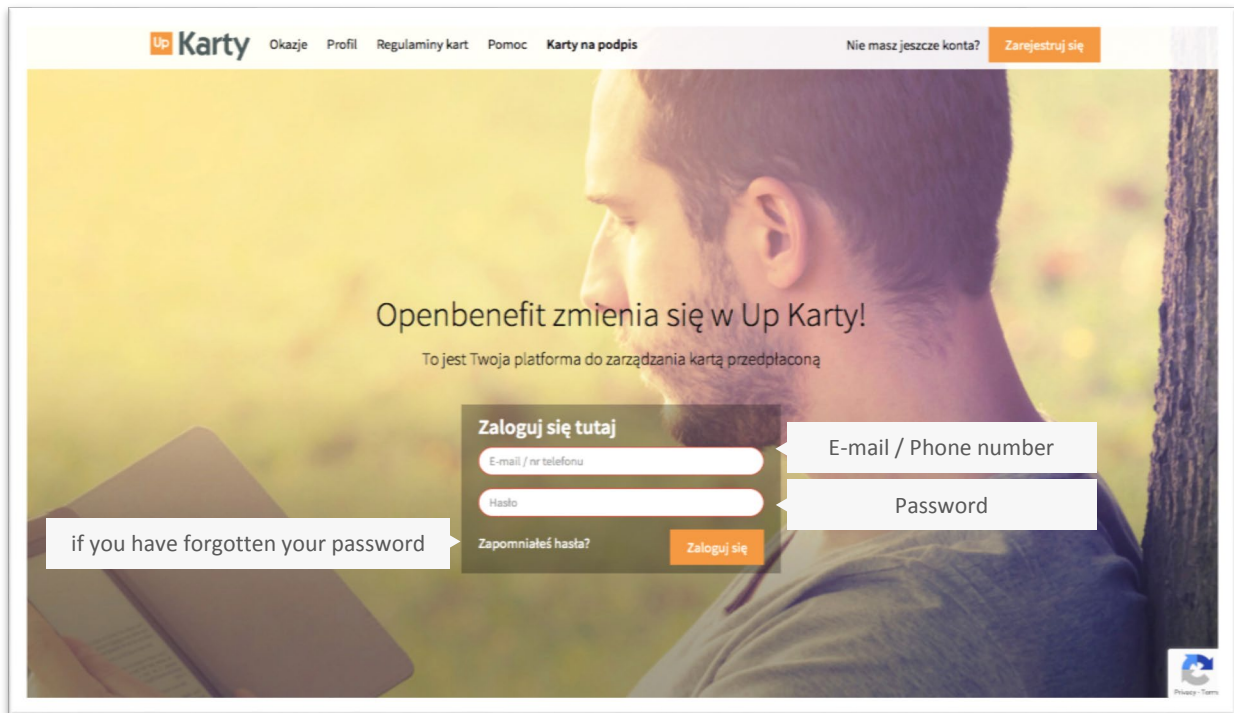 Up Karty Okazje Profil Regulaminy kart Pomoc Karty na podpis Nie masz jeszcze konta? Zarejestruj się
Openbenefit zmienia się w Up Karty!
To jest Twoja platforma do zarządzania kartą przedpłaconą
Zaloguj się tutaj
E-mail / nr telefonu
E-mail / Phone number
Hasło
Password
if you have forgotten your password
Zapomniałeś hasła?
Zaloguj się
Privacy - Terms